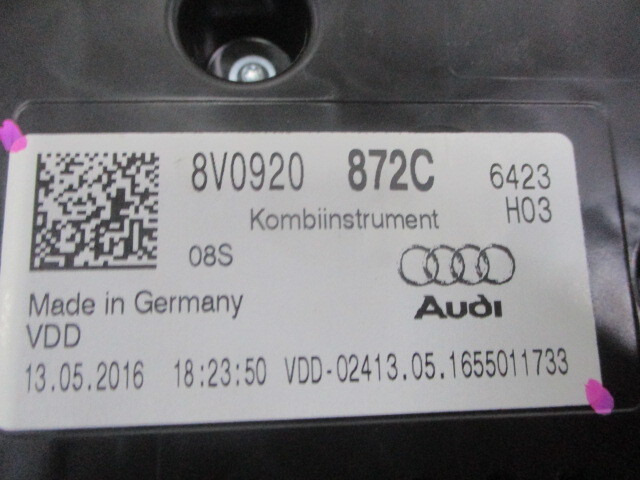 8V0920 872C 6423
Kombiinstrument H03
08S
Audi
Made in Germany
VDD
13.05.2016 18:23:50 VDD-02413.05.1655011733